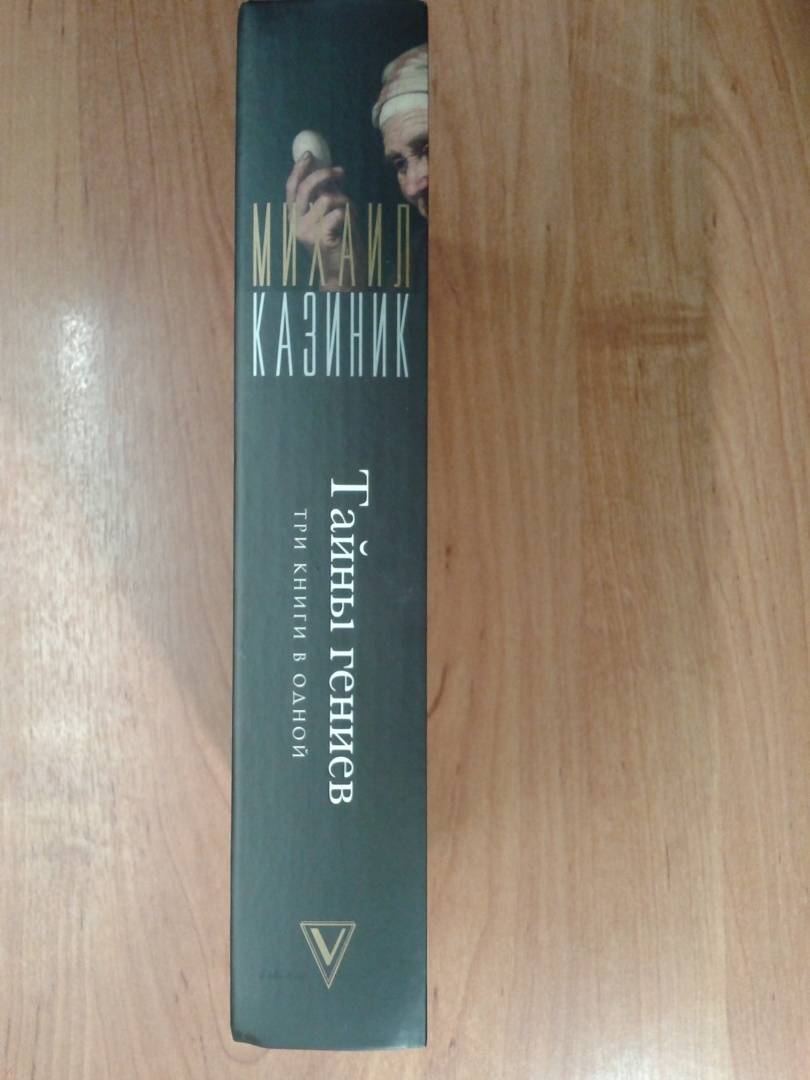 МИХАИЛ
КАЗИНИК
Тайны гениев
ТРИ КНИГИ В ОДНОЙ
V